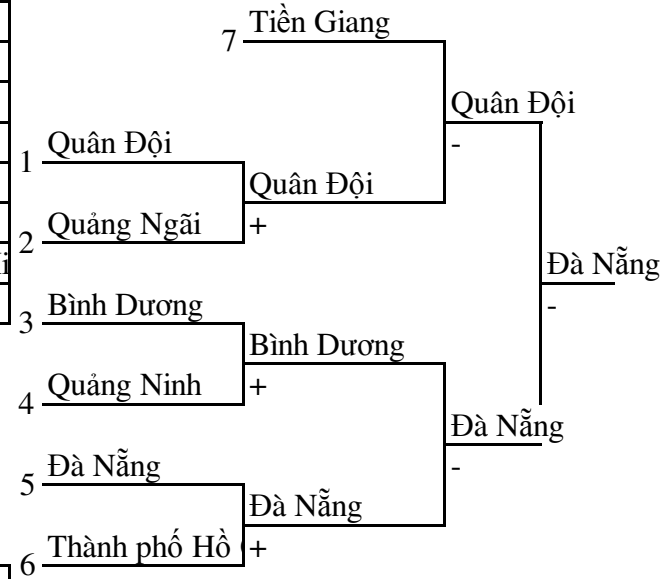 Tiền Giang
7
Quân Đội
-
Quân Đội
1
Quân Đội
Quảng Ngãi
+
2
Đà Nẵng
Bình Dương
-
3
Bình Dương
Quảng Ninh
+
4
Đà Nẵng
Đà Nẵng
-
5
Đà Nẵng
Thành phố Hồ
+
6